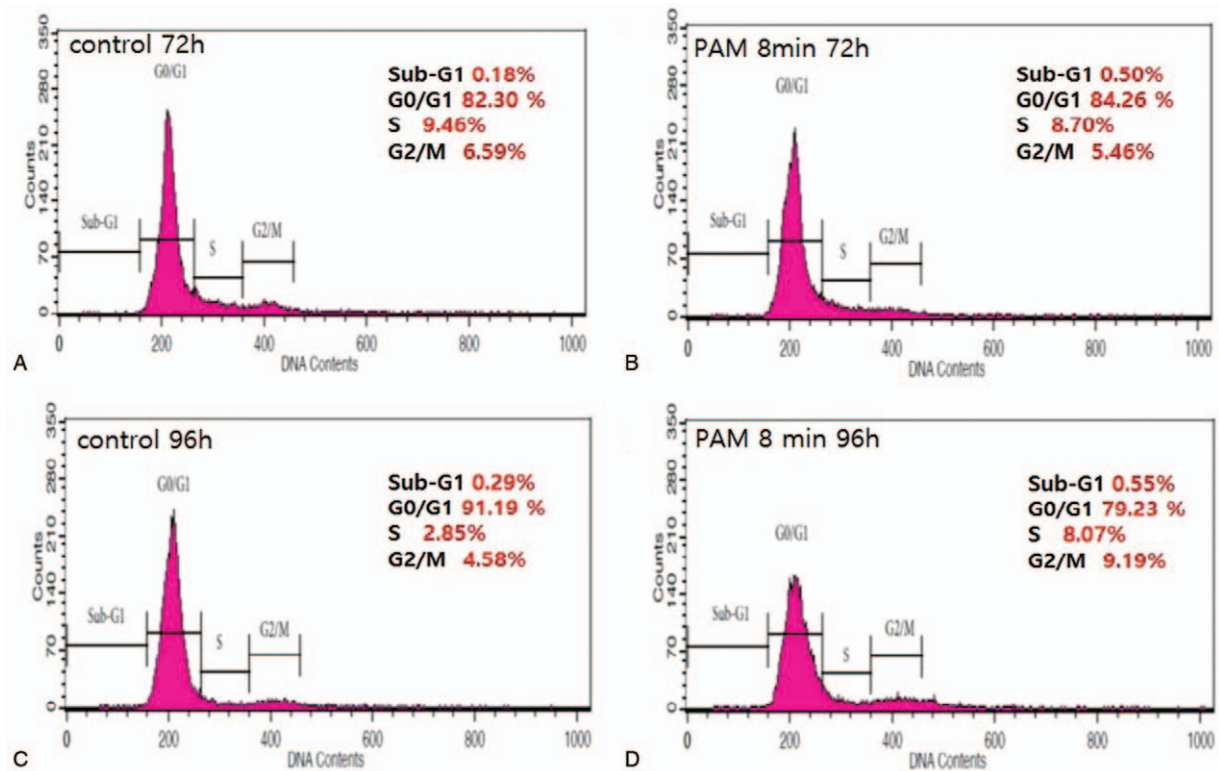 control 72h
G0/G1
Sub-G1 0.18%
G0/G1 82.30 %
S 9.46%
G2/M 6.59%
Sub-G1
S
G2/M
Counts
350
280
210
140
70
0
0 200 400 600 800 1000
DNA Contents
A
PAM 8min 72h
G0/G1
Sub-G1 0.50%
G0/G1 84.26 %
S 8.70%
G2/M 5.46%
Sub-G1
S
G2/M
Counts
350
280
210
140
70
0
0 200 400 600 800 1000
DNA Contents
B
control 96h
G0/G1
Sub-G1 0.29%
G0/G1 91.19 %
S 2.85%
G2/M 4.58%
Sub-G1
S
G2/M
Counts
350
280
210
140
70
0
0 200 400 600 800 1000
DNA Contents
C
PAM 8 min 96h
G0/G1
Sub-G1 0.55%
G0/G1 79.23 %
S 8.07%
G2/M 9.19%
Sub-G1
S
G2/M
Counts
350
280
210
140
70
0
0 200 400 600 800 1000
DNA Contents
D